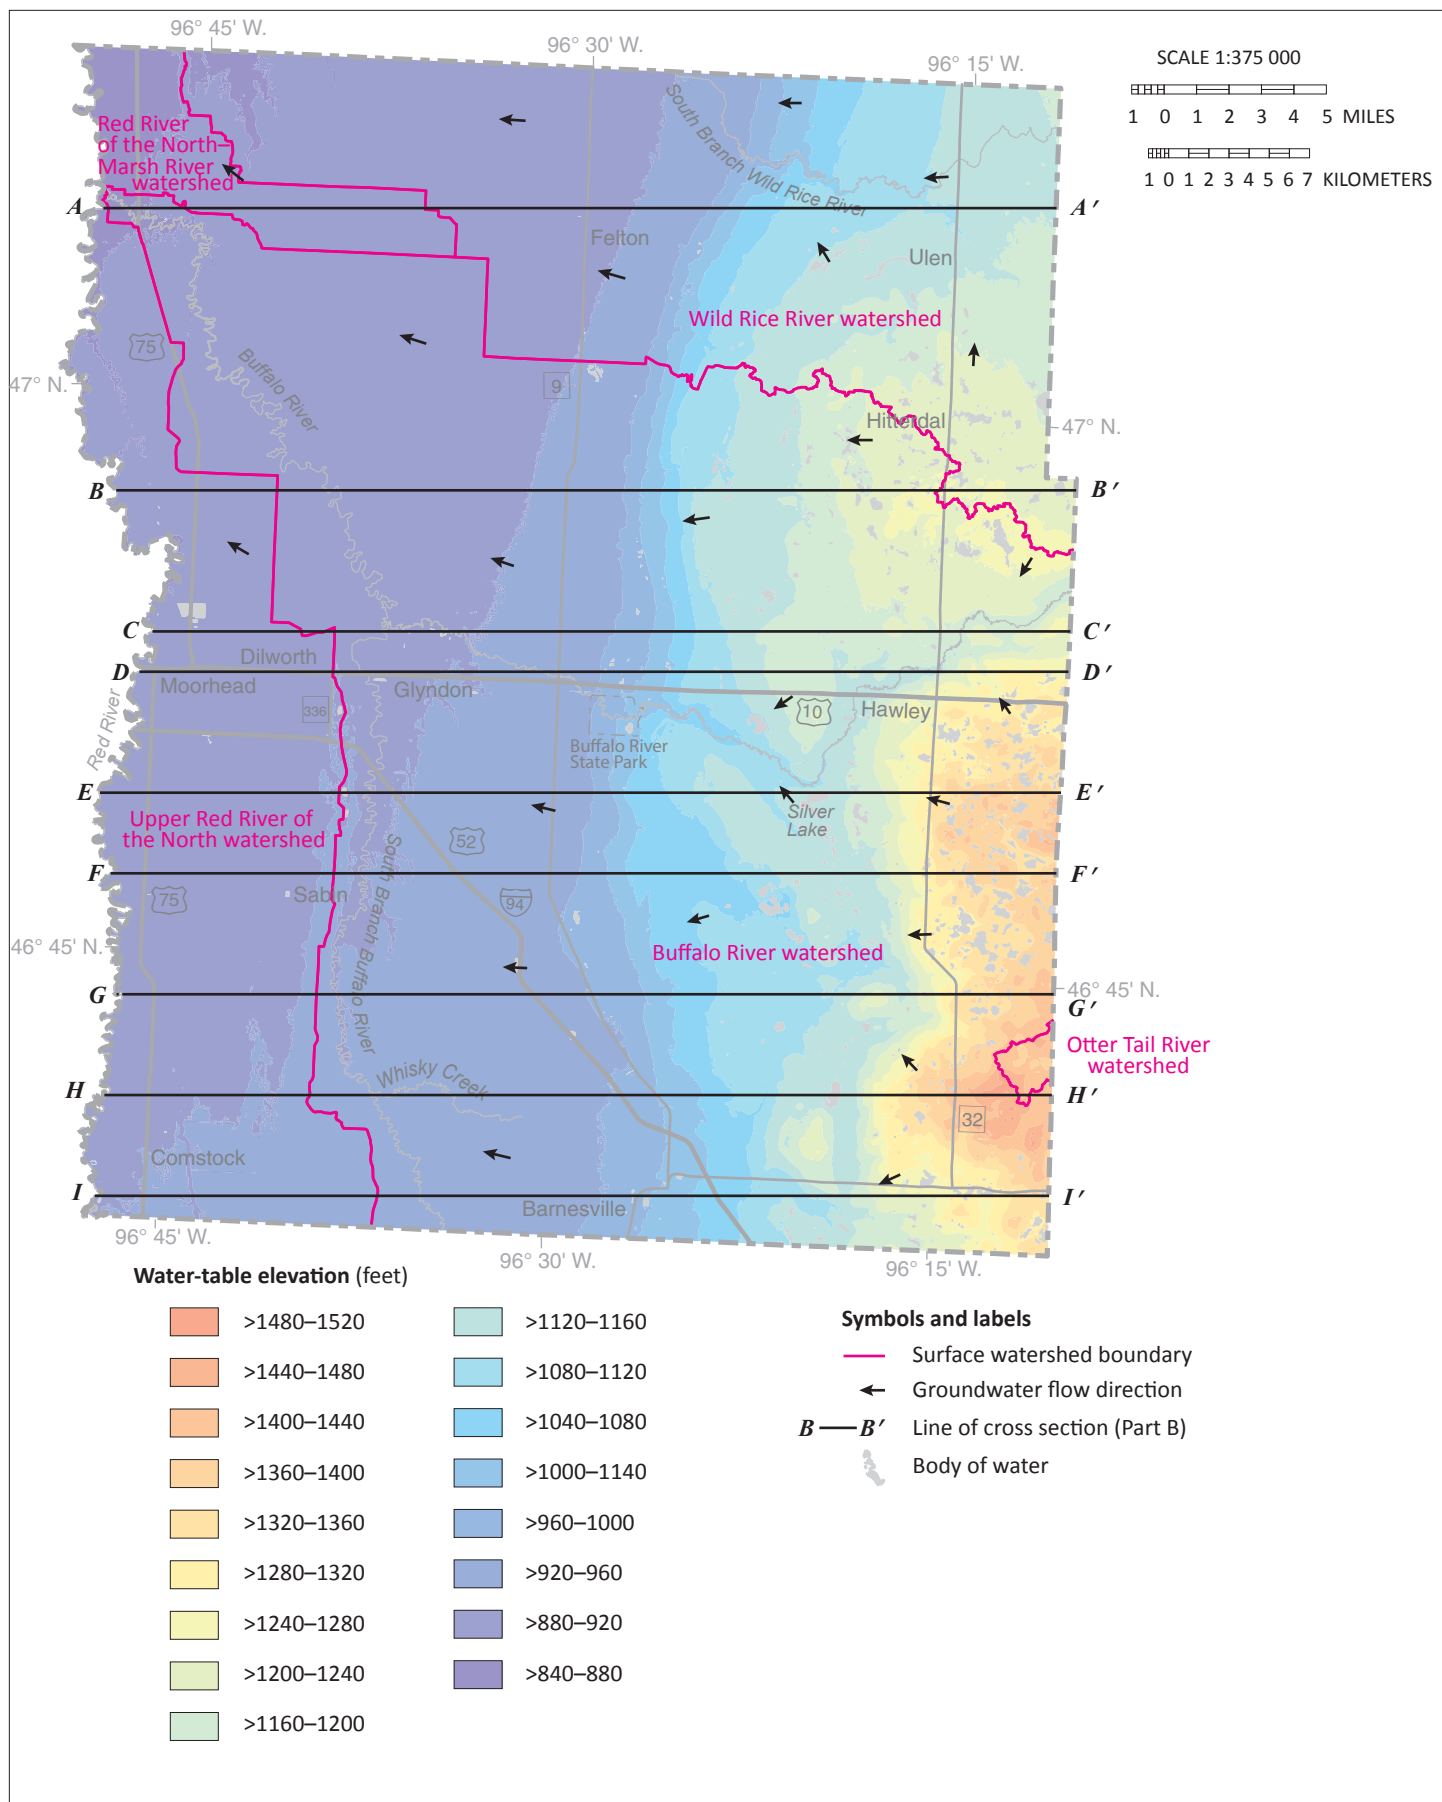 96° 45' W.
96° 30' W.
96° 15' W.
SCALE 1:375 000
1 0 1 2 3 4 5 MILES
1 0 1 2 3 4 5 6 7 KILOMETERS
Red River
of the North–
Marsh River
watershed
South Branch Wild Rice River
A
A′
Felton
Ulen
Wild Rice River watershed
75
Buffalo River
47° N.
9
Hitterdal
47° N.
B
B′
C
C′
Dilworth
D
D′
Moorhead
Glyndon
336
10
Hawley
Red River
Buffalo River
State Park
E
E′
Silver
Lake
Upper Red River of
the North watershed
52
South Branch Buffalo River
F
F′
75
Sabin
94
46° 45' N.
Buffalo River watershed
G
46° 45' N.
G′
Otter Tail River
watershed
Whisky Creek
H
H′
32
Comstock
I
I′
Barnesville
96° 45' W.
96° 30' W.
96° 15' W.
Water-table elevation (feet)
>1480–1520
>1440–1480
>1400–1440
>1360–1400
>1320–1360
>1280–1320
>1240–1280
>1200–1240
>1160–1200
>1120–1160
>1080–1120
>1040–1080
>1000–1140
>960–1000
>920–960
>880–920
>840–880
Symbols and labels
Surface watershed boundary
Groundwater flow direction
B B′ Line of cross section (Part B)
Body of water